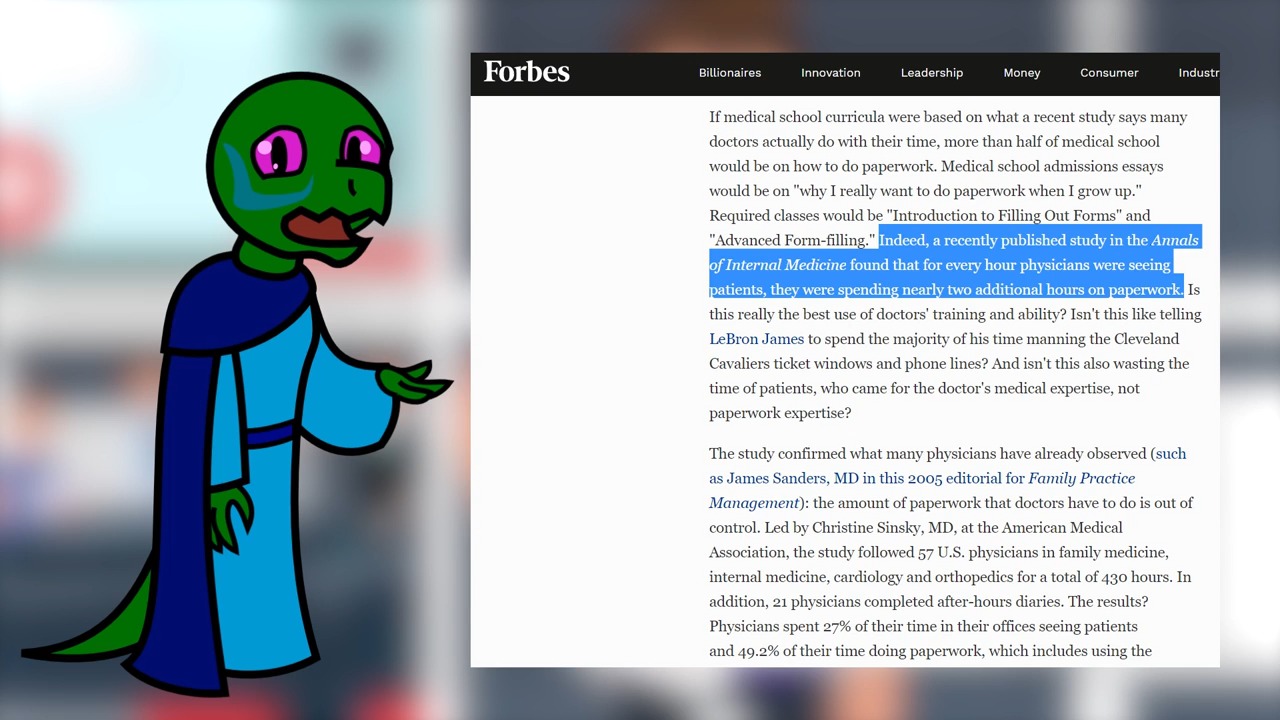 Forbes
Billionaires Innovation Leadership Money Consumer Industr
If medical school curricula were based on what a recent study says many
doctors actually do with their time, more than half of medical school
would be on how to do paperwork. Medical school admissions essays
would be on "why I really want to do paperwork when I grow up."
Required classes would be "Introduction to Filling Out Forms" and
"Advanced Form-filling." Indeed, a recently published study in the Annals
of Internal Medicine found that for every hour physicians were seeing
patients, they were spending nearly two additional hours on paperwork. Is
this really the best use of doctors' training and ability? Isn't this like telling
LeBron James to spend the majority of his time manning the Cleveland
Cavaliers ticket windows and phone lines? And isn't this also wasting the
time of patients, who came for the doctor's medical expertise, not
paperwork expertise?
The study confirmed what many physicians have already observed (such
as James Sanders, MD in this 2005 editorial for Family Practice
Management): the amount of paperwork that doctors have to do is out of
control. Led by Christine Sinsky, MD, at the American Medical
Association, the study followed 57 U.S. physicians in family medicine,
internal medicine, cardiology and orthopedics for a total of 430 hours. In
addition, 21 physicians completed after-hours diaries. The results?
Physicians spent 27% of their time in their offices seeing patients
and 49.2% of their time doing paperwork, which includes using the